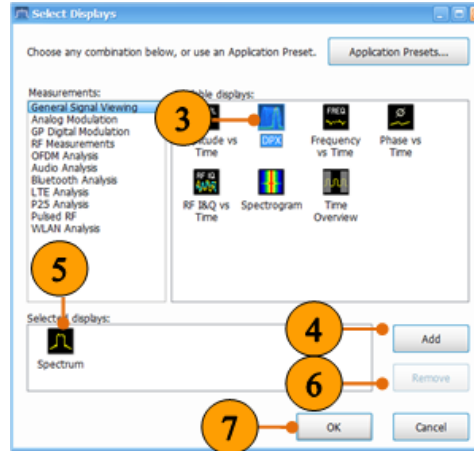 Select Displays
Choose any combination below, or use an Application Preset.
Application Presets...
Measurements:
General Signal Viewing
Analog Modulation
GP Digital Modulation
RF Measurements
OFDM Analysis
Audio Analysis
Bluetooth Analysis
LTE Analysis
P25 Analysis
Pulsed RF
WLAN Analysis
displays:
3
DPX
FREQ
Frequency
vs Time
Ø
Phase vs
Time
Time
RF IQ
RF I&Q vs
Time
Spectrogram
Time
Overview
5
Selected displays:
Spectrum
4
Add
6
Remove
7
OK
Cancel